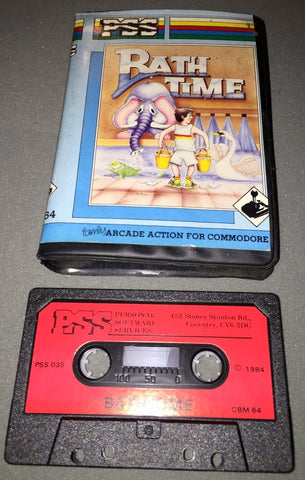 PSS
BATH
TIME
64
family ARCADE ACTION FOR COMMODORE
PSS
PERSONAL
SOFTWARE
SERVICES
452 Stoney Stanton Rd.,
Coventry, CV6 5DG
PSS 035
© 1984
100 50 0
BATH TIME
CBM 64